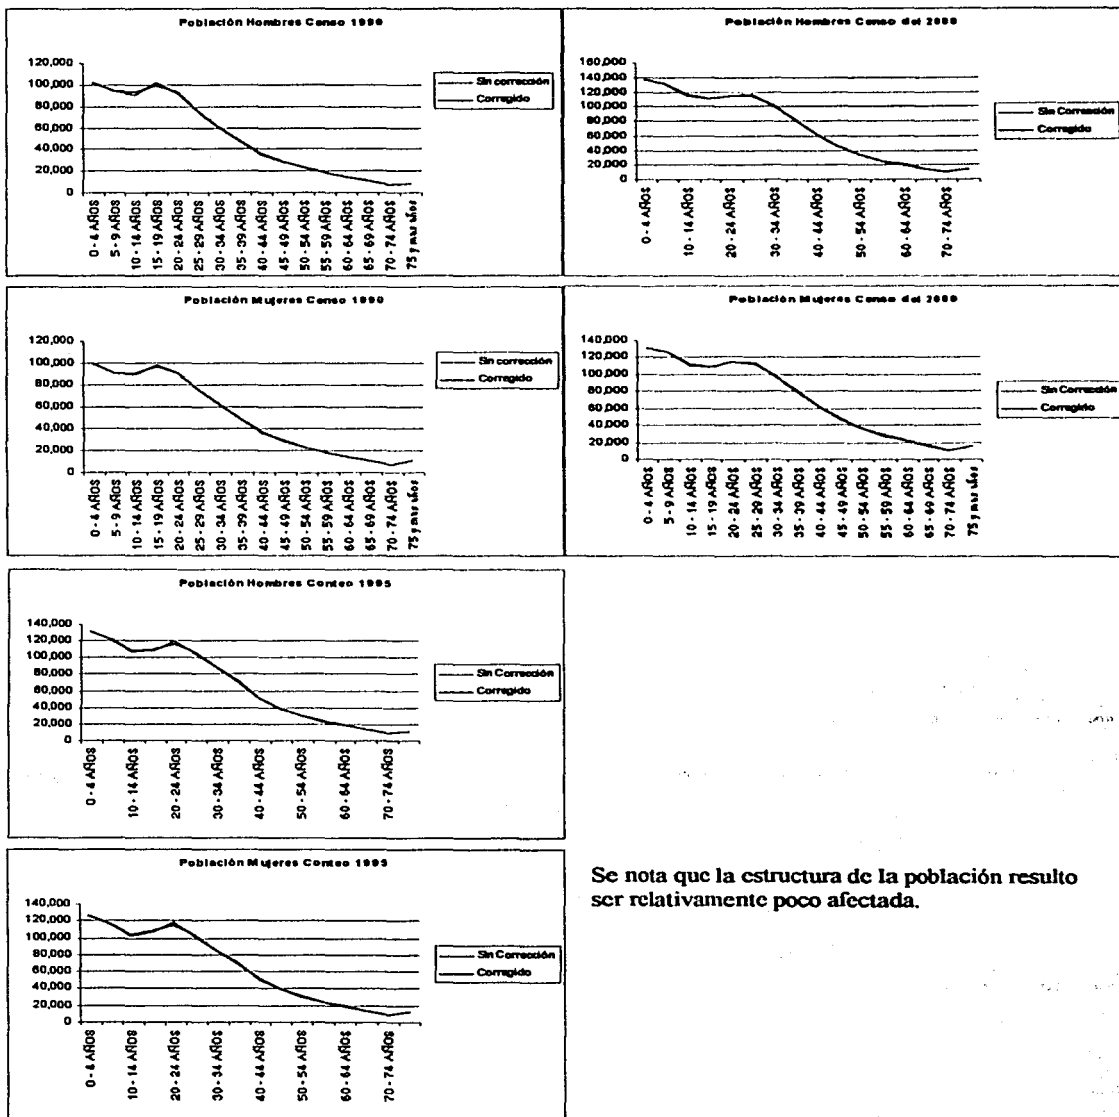 Población Hombres Censo 1990
120,000
100,000
80,000
60,000
40,000
20,000
0
0 - 4 AÑOS
5 - 9 AÑOS
10 - 14 AÑOS
15 - 19 AÑOS
20 - 24 AÑOS
25 - 29 AÑOS
30 - 34 AÑOS
35 - 39 AÑOS
40 - 44 AÑOS
45 - 49 AÑOS
50 - 54 AÑOS
55 - 59 AÑOS
60 - 64 AÑOS
65 - 69 AÑOS
70 - 74 AÑOS
75 y mas años
Sin corrección
Corregido
Población Hombres Censo del 2000
160,000
140,000
120,000
100,000
80,000
60,000
40,000
20,000
0
0 - 4 AÑOS
10 - 14 AÑOS
20 - 24 AÑOS
30 - 34 AÑOS
40 - 44 AÑOS
50 - 54 AÑOS
60 - 64 AÑOS
70 - 74 AÑOS
Sin Corrección
Corregido
Población Mujeres Censo 1990
120,000
100,000
80,000
60,000
40,000
20,000
0
0 - 4 AÑOS
5 - 9 AÑOS
10 - 14 AÑOS
15 - 19 AÑOS
20 - 24 AÑOS
25 - 29 AÑOS
30 - 34 AÑOS
35 - 39 AÑOS
40 - 44 AÑOS
45 - 49 AÑOS
50 - 54 AÑOS
55 - 59 AÑOS
60 - 64 AÑOS
65 - 69 AÑOS
70 - 74 AÑOS
75 y mas años
Sin corrección
Corregido
Población Mujeres Censo del 2000
140,000
120,000
100,000
80,000
60,000
40,000
20,000
0
0 - 4 AÑOS
5 - 9 AÑOS
10 - 14 AÑOS
15 - 19 AÑOS
20 - 24 AÑOS
25 - 29 AÑOS
30 - 34 AÑOS
35 - 39 AÑOS
40 - 44 AÑOS
45 - 49 AÑOS
50 - 54 AÑOS
55 - 59 AÑOS
60 - 64 AÑOS
65 - 69 AÑOS
70 - 74 AÑOS
75 y mas años
Sin Corrección
Corregido
Población Hombres Conteo 1995
140,000
120,000
100,000
80,000
60,000
40,000
20,000
0
0 - 4 AÑOS
10 - 14 AÑOS
20 - 24 AÑOS
30 - 34 AÑOS
40 - 44 AÑOS
50 - 54 AÑOS
60 - 64 AÑOS
70 - 74 AÑOS
Sin Corrección
Corregido
Población Mujeres Conteo 1995
140,000
120,000
100,000
80,000
60,000
40,000
20,000
0
0 - 4 AÑOS
10 - 14 AÑOS
20 - 24 AÑOS
30 - 34 AÑOS
40 - 44 AÑOS
50 - 54 AÑOS
60 - 64 AÑOS
70 - 74 AÑOS
Sin Corrección
Corregido
Se nota que la estructura de la población resulto
ser relativamente poco afectada.